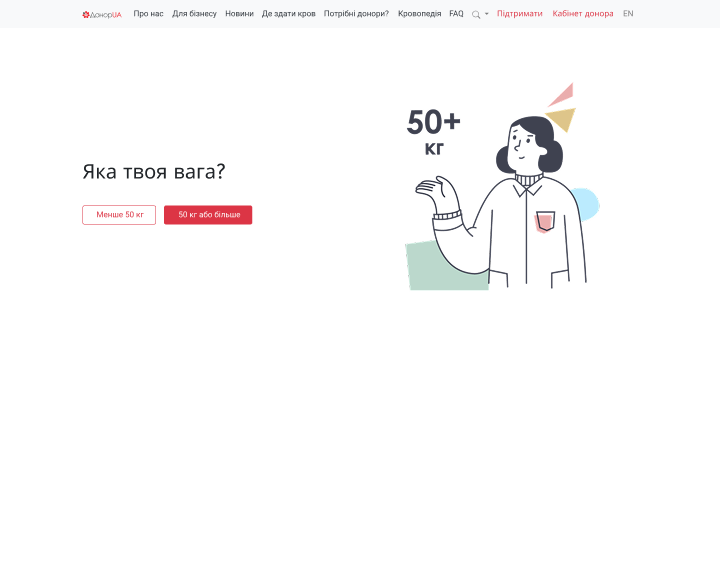 ДонорUA
Про нас
Для бізнесу
Новини
Де здати кров
Потрібні донори?
Кровопедія
FAQ
Підтримати
Кабінет донора
EN
50+
кг
Яка твоя вага?
Менше 50 кг
50 кг або більше